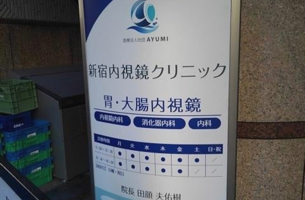 AYUMI
新宿内視鏡クリニック
胃・大腸内視鏡
内視鏡内科 消化器内科 内科
月 火 水 木 金 土 日・祝
院長 田